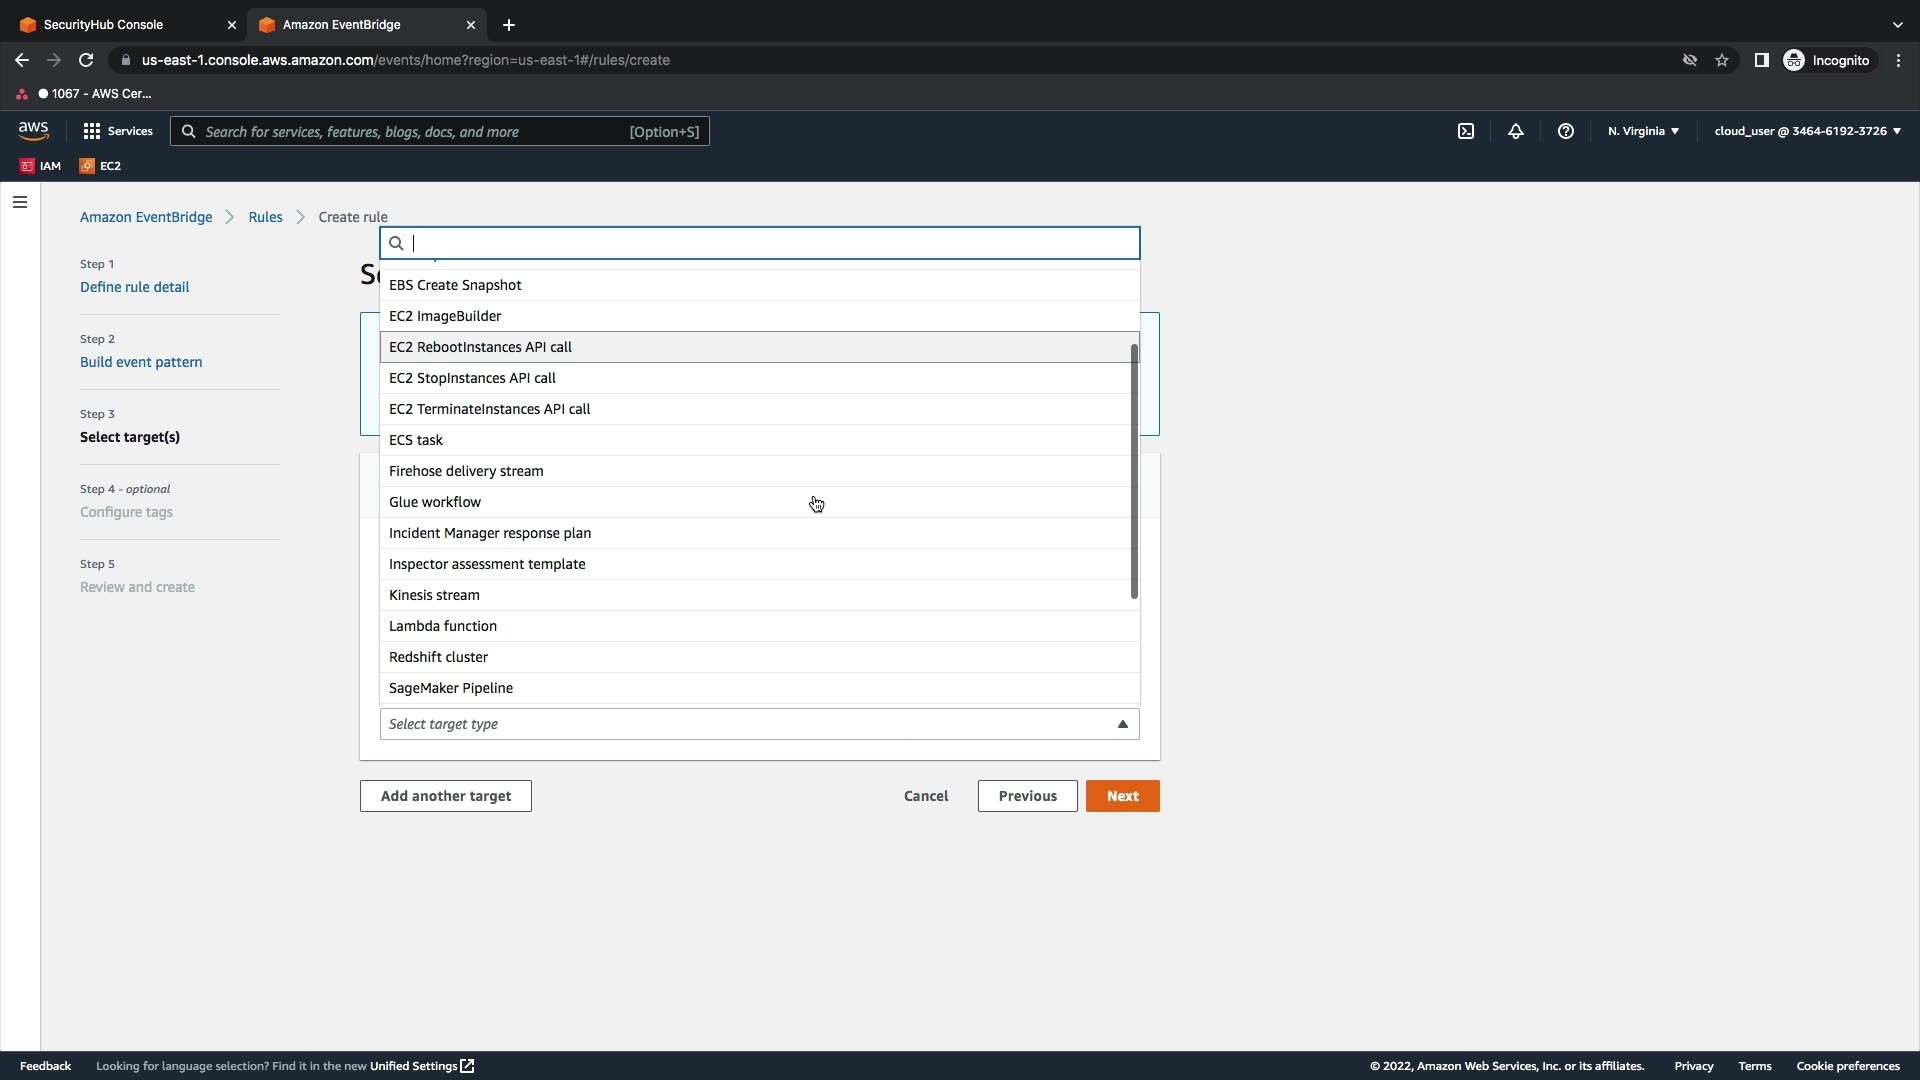 SecurityHub Console
Amazon EventBridge
us-east-1.console.aws.amazon.com/events/home?region=us-east-1#/rules/create
Incognito
1067 - AWS Cer...
aws
Services
Search for services, features, blogs, docs, and more
[Option+S]
N. Virginia
cloud_user @ 3464-6192-3726
IAM
EC2
Amazon EventBridge
Rules
Create rule
Step 1
Define rule detail
Step 2
Build event pattern
Step 3
Select target(s)
Step 4 - optional
Configure tags
Step 5
Review and create
EBS Create Snapshot
EC2 ImageBuilder
EC2 RebootInstances API call
EC2 StopInstances API call
EC2 TerminateInstances API call
ECS task
Firehose delivery stream
Glue workflow
Incident Manager response plan
Inspector assessment template
Kinesis stream
Lambda function
Redshift cluster
SageMaker Pipeline
Select target type
Add another target
Cancel
Previous
Next
Feedback
Looking for language selection? Find it in the new Unified Settings
© 2022, Amazon Web Services, Inc. or its affiliates.
Privacy
Terms
Cookie preferences